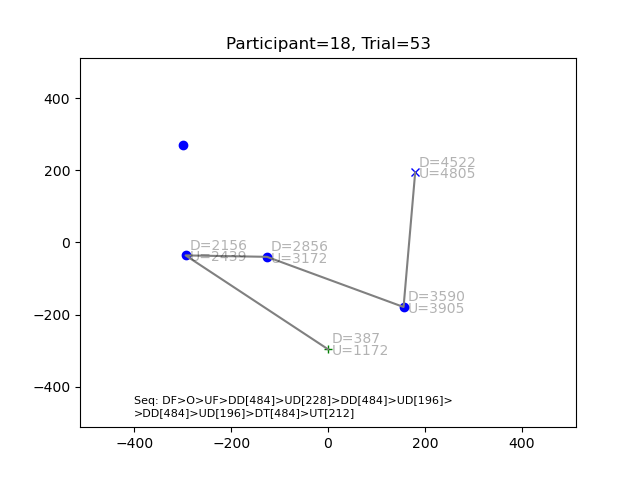 Participant=18, Trial=53
400
200
0
−200
−400
D=4522
U=4805
D=2156
U=2439
D=2856
U=3172
D=3590
U=3905
D=387
U=1172
Seq: DF>O>UF>DD[484]>UD[228]>DD[484]>UD[196]>
>DD[484]>UD[196]>DT[484]>UT[212]
−400 −200 0 200 400